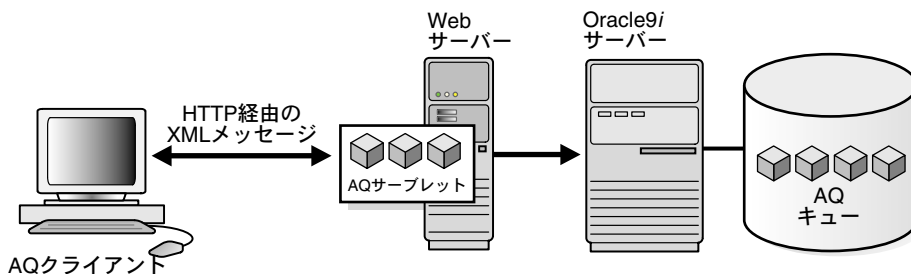 Web
サーバー
Oracle9i
サーバー
HTTP経由の
XMLメッセージ
AQサーブレット
AQ
キュー
AQクライアント